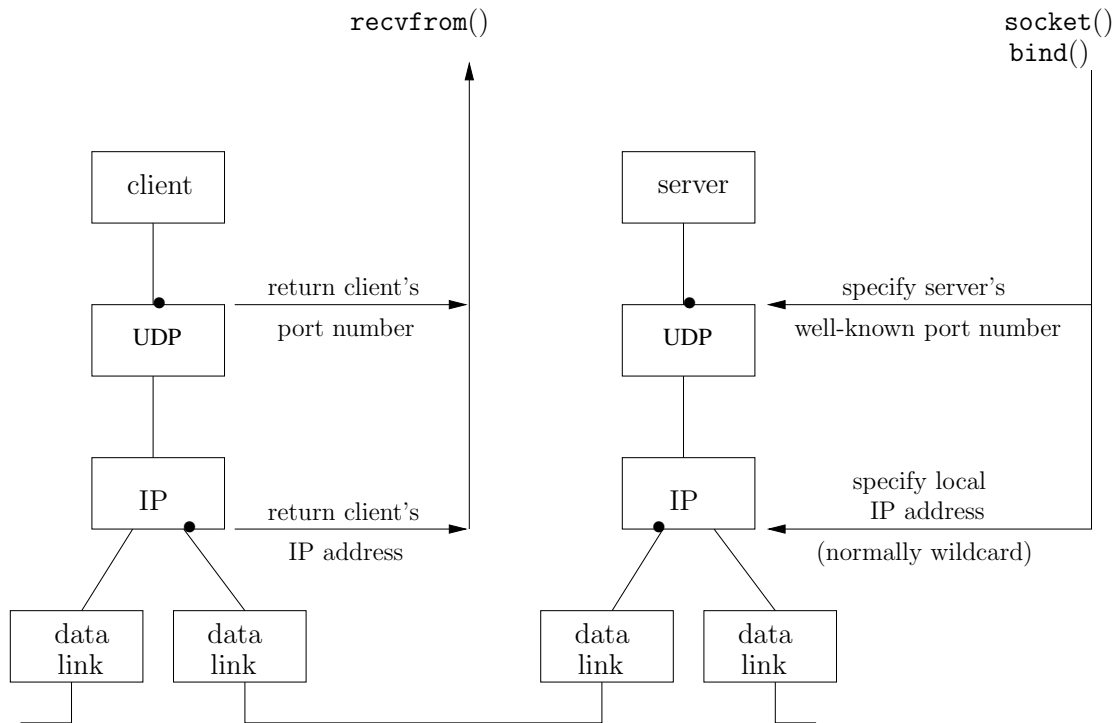 recvfrom()
socket()
bind()
client
server
return client's
port number
specify server's
well-known port number
UDP
UDP
IP
return client's
IP address
IP
specify local
IP address
(normally wildcard)
data
link
data
link
data
link
data
link